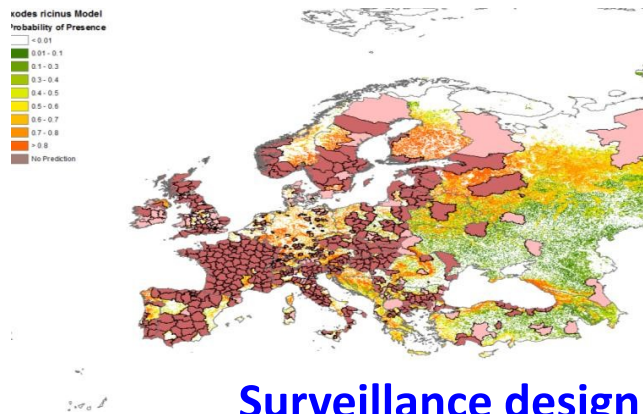 xodes ricinus Model
Probability of Presence
< 0.01
0.01 - 0.1
0.1 - 0.3
0.3 - 0.4
0.4 - 0.5
0.5 - 0.6
0.6 - 0.7
0.7 - 0.8
> 0.8
No Prediction
Surveillance design